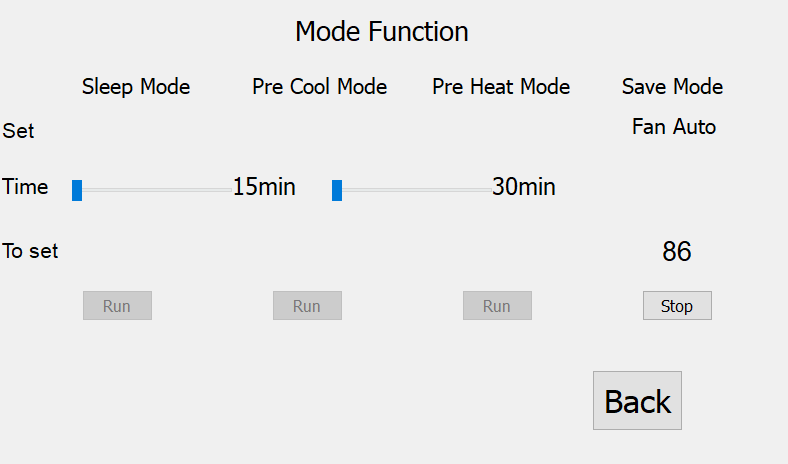 Mode Function
Sleep Mode Pre Cool Mode Pre Heat Mode Save Mode
Set Fan Auto
Time 15min 30min
To set 86
Run Run Run Stop
Back